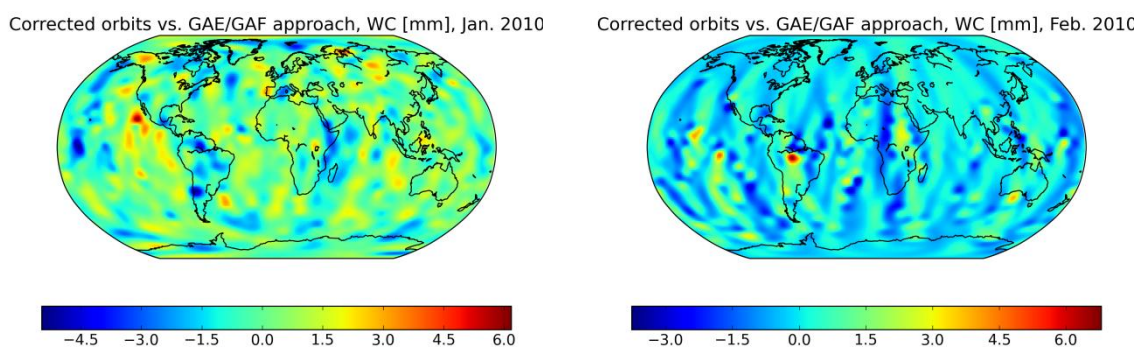 Corrected orbits vs. GAE/GAF approach, WC [mm], Jan. 2010
Corrected orbits vs. GAE/GAF approach, WC [mm], Feb. 2010
−4.5 −3.0 −1.5 0.0 1.5 3.0 4.5 6.0
−3.0 −1.5 0.0 1.5 3.0 4.5 6.0